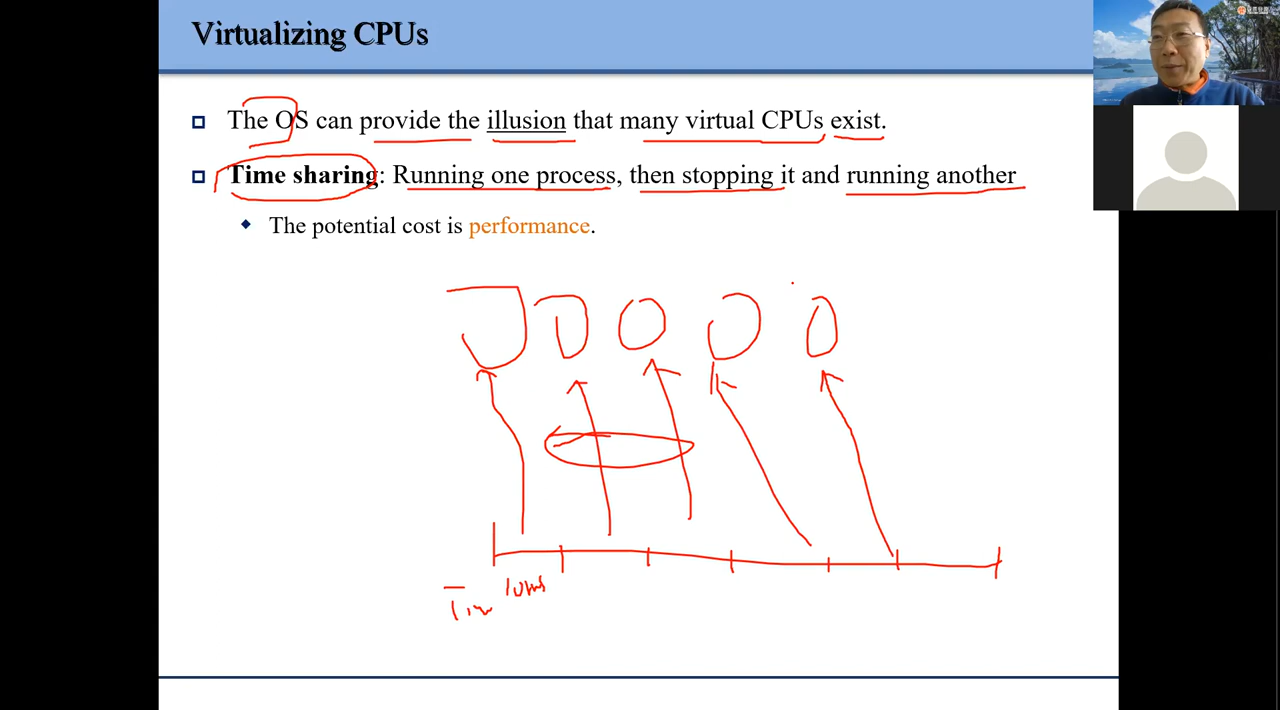 Virtualizing CPUs
The OS can provide the illusion that many virtual CPUs exist.
Time sharing: Running one process, then stopping it and running another
The potential cost is performance.
10ms